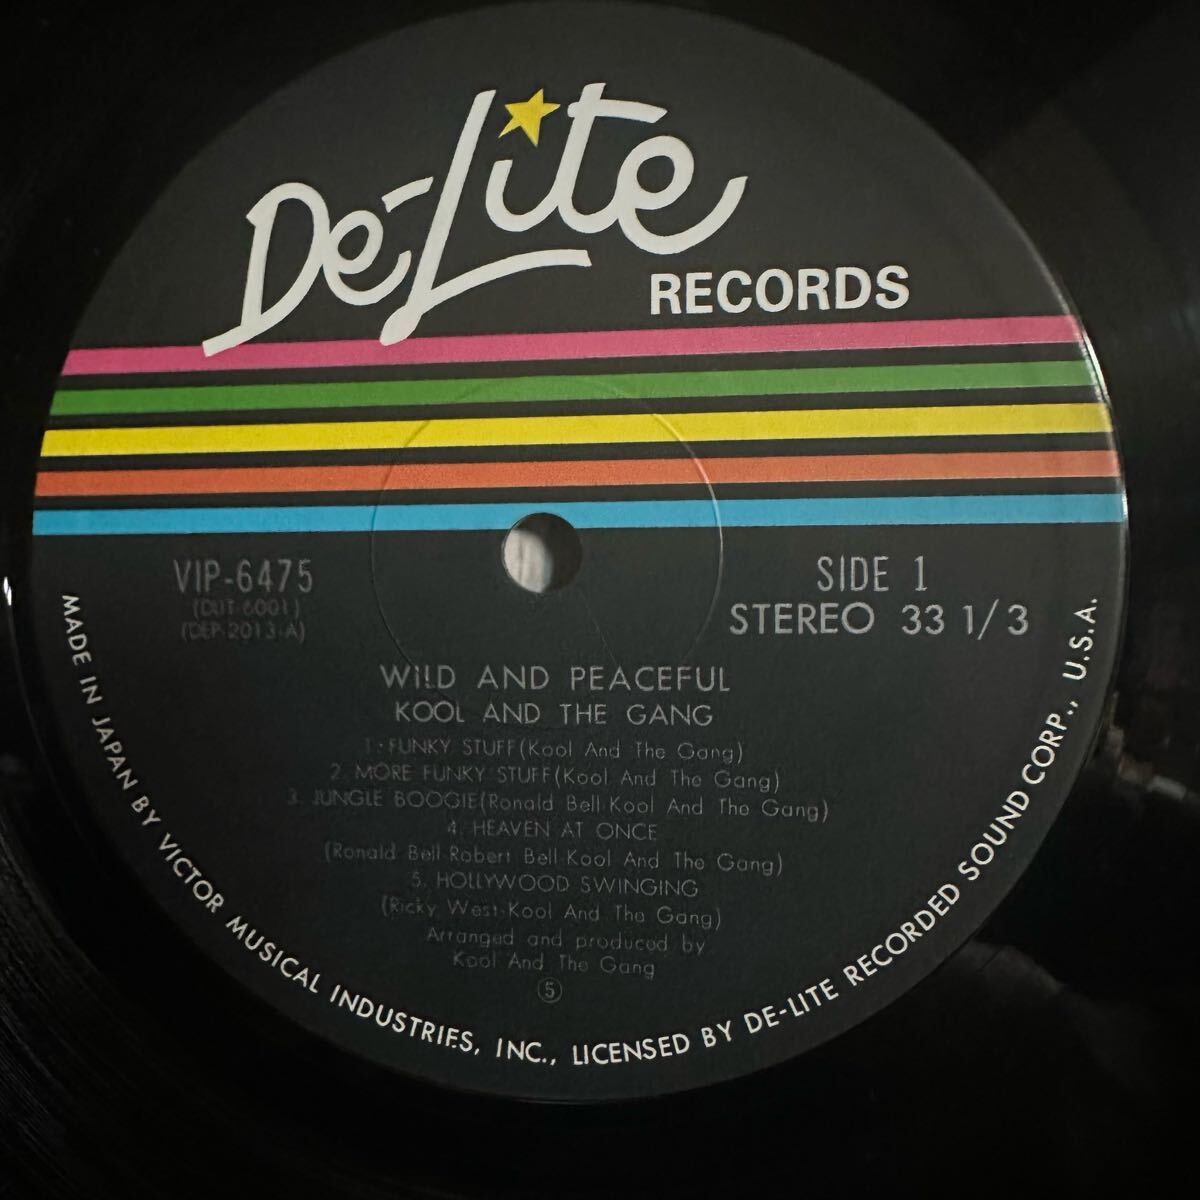 De-Lite
RECORDS
VIP-6475
(DUT-6001)
(DEP-2013-A)
SIDE 1
STEREO 33 1/3
WILD AND PEACEFUL
KOOL AND THE GANG
1. FUNKY STUFF(Kool And The Gang)
2. MORE FUNKY STUFF(Kool And The Gang)
3. JUNGLE BOOGIE(Ronald Bell-Kool And The Gang)
4. HEAVEN AT ONCE
(Ronald Bell-Robert Bell-Kool And The Gang)
5. HOLLYWOOD SWINGING
(Ricky West-Kool And The Gang)
Arranged and produced by
Kool And The Gang
⑤
MADE IN JAPAN BY VICTOR MUSICAL INDUSTRIES, INC., LICENSED BY DE-LITE RECORDED SOUND CORP., U.S.A.